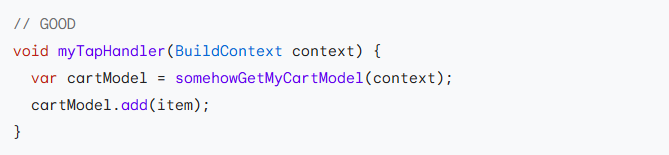 // GOOD
void myTapHandler(BuildContext context) {
  var cartModel = somehowGetMyCartModel(context);
  cartModel.add(item);
}